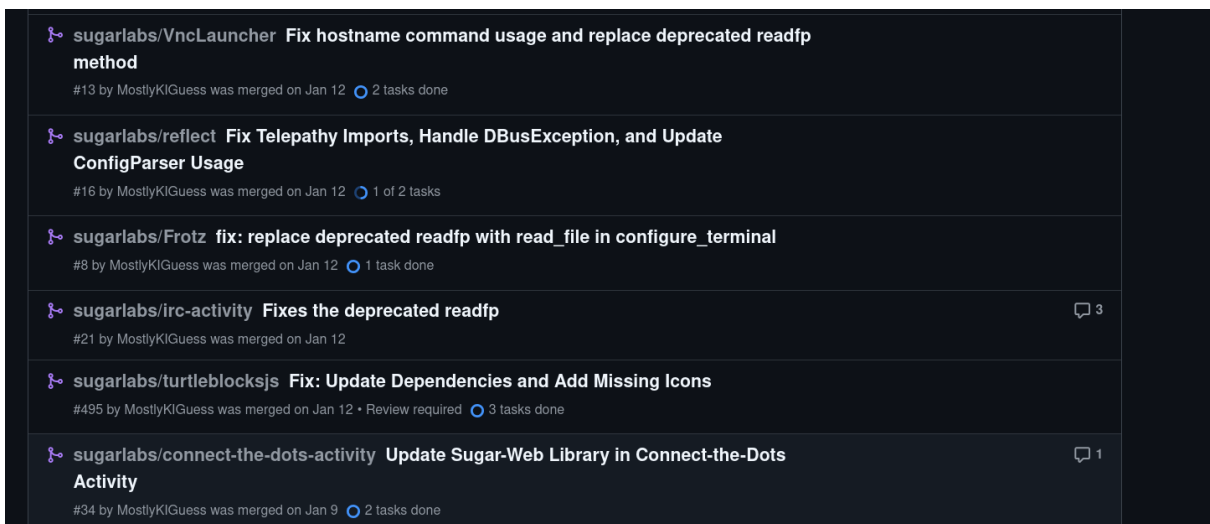 sugarlabs/VncLauncher Fix hostname command usage and replace deprecated readfp
method
#13 by MostlyKIGuess was merged on Jan 12 2 tasks done
sugarlabs/reflect Fix Telepathy Imports, Handle DBusException, and Update
ConfigParser Usage
#16 by MostlyKIGuess was merged on Jan 12 1 of 2 tasks
sugarlabs/Frotz fix: replace deprecated readfp with read_file in configure_terminal
#8 by MostlyKIGuess was merged on Jan 12 1 task done
sugarlabs/irc-activity Fixes the deprecated readfp 3
#21 by MostlyKIGuess was merged on Jan 12
sugarlabs/turtleblocksjs Fix: Update Dependencies and Add Missing Icons
#495 by MostlyKIGuess was merged on Jan 12 • Review required 3 tasks done
sugarlabs/connect-the-dots-activity Update Sugar-Web Library in Connect-the-Dots 1
Activity
#34 by MostlyKIGuess was merged on Jan 9 2 tasks done